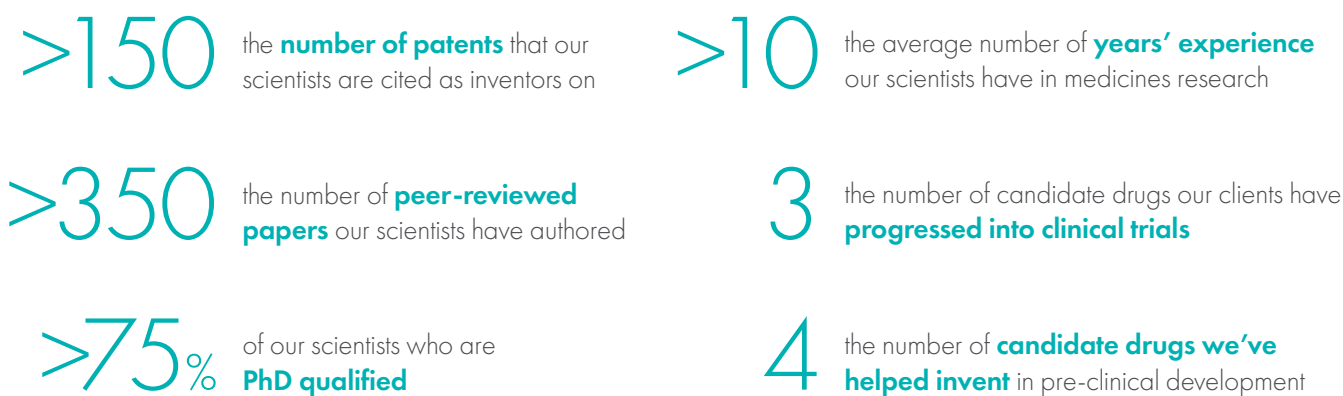 >150
the number of patents that our
scientists are cited as inventors on
>10
the average number of years’ experience
our scientists have in medicines research
>350
the number of peer-reviewed
papers our scientists have authored
3
the number of candidate drugs our clients have
progressed into clinical trials
>75%
of our scientists who are
PhD qualified
4
the number of candidate drugs we’ve
helped invent in pre-clinical development